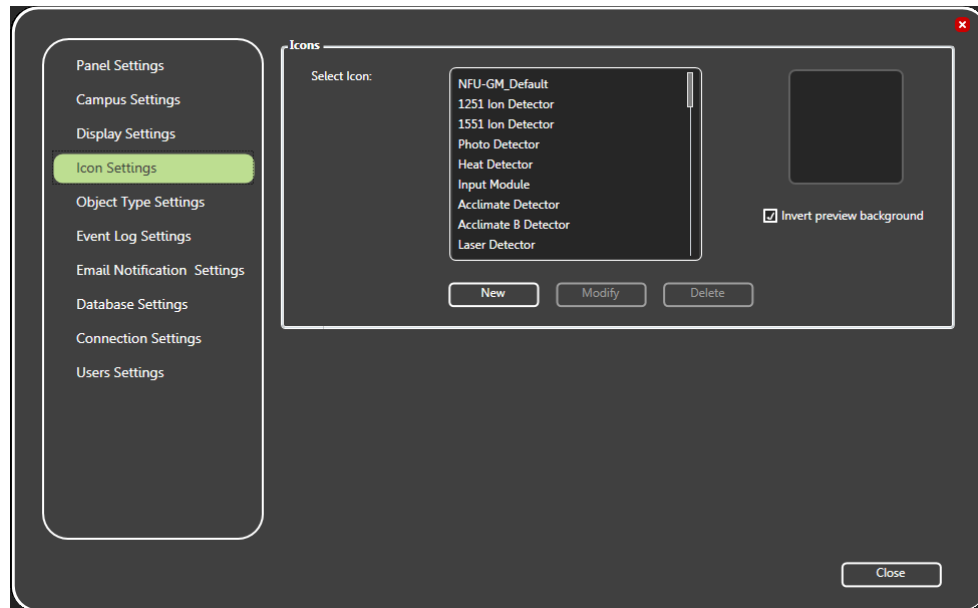 Panel Settings
Campus Settings
Display Settings
Icon Settings
Object Type Settings
Event Log Settings
Email Notification  Settings
Database Settings
Connection Settings
Users Settings
Icons
Select Icon:
NFU-GM_Default
1251 Ion Detector
1551 Ion Detector
Photo Detector
Heat Detector
Input Module
Acclimate Detector
Acclimate B Detector
Laser Detector
Invert preview background
New
Modify
Delete
Close